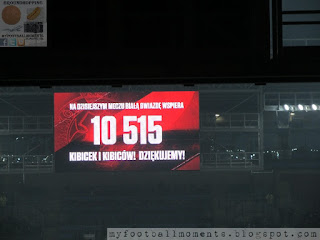 NA DZISIEJSZYM MECZU BIAŁĄ GWIAZDĘ WSPIERA
10 515
KIBICEK I KIBICÓW! DZIĘKUJEMY!
myfootballmoments.blogspot.com